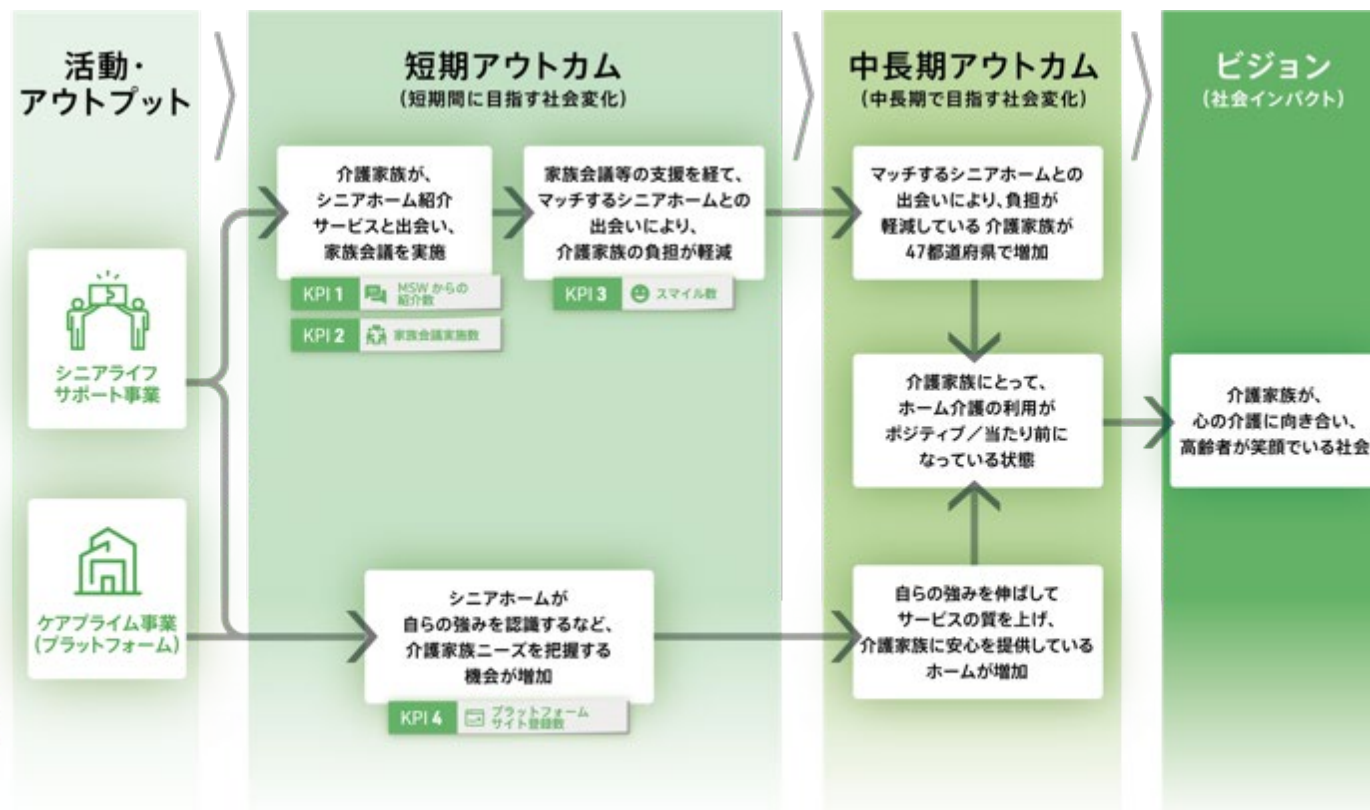 活動・
アウトプット
短期アウトカム
(短期間に目指す社会変化)
中長期アウトカム
(中長期で目指す社会変化)
ビジョン
(社会インパクト)
シニアライフ
サポート事業
ケアプライム事業
(プラットフォーム)
介護家族が、
シニアホーム紹介
サービスと出会い、
家族会議を実施
KPI 1
MSWからの
紹介数
KPI 2
家族会議実施数
家族会議等の支援を経て、
マッチするシニアホームとの
出会いにより、
介護家族の負担が軽減
KPI 3
スマイル数
シニアホームが
自らの強みを認識するなど、
介護家族ニーズを把握する
機会が増加
KPI 4
プラットフォーム
サイト登録数
マッチするシニアホームとの
出会いにより、負担が
軽減している 介護家族が
47都道府県で増加
介護家族にとって、
ホーム介護の利用が
ポジティブ/当たり前に
なっている状態
自らの強みを伸ばして
サービスの質を上げ、
介護家族に安心を提供している
ホームが増加
介護家族が、
心の介護に向き合い、
高齢者が笑顔でいる社会